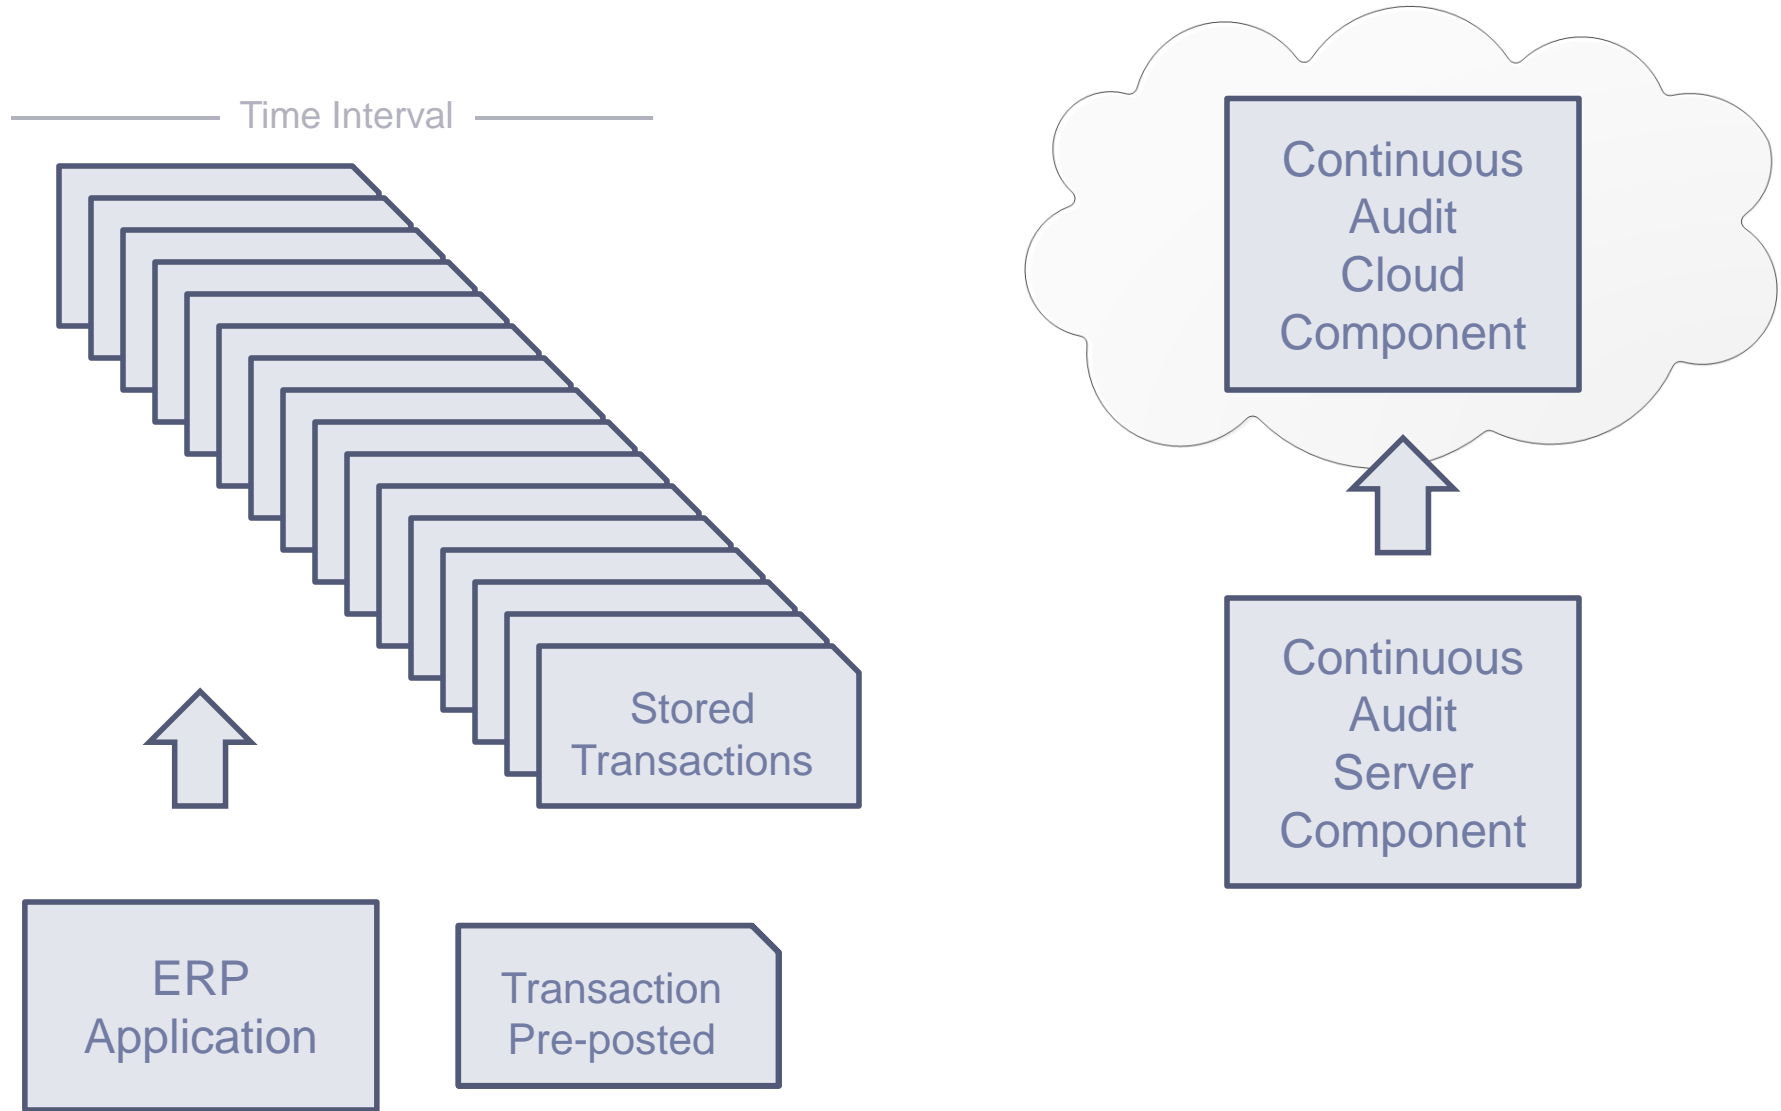 Time Interval
Stored
Transactions
ERP
Application
Transaction
Pre-posted
Continuous
Audit
Cloud
Component
Continuous
Audit
Server
Component